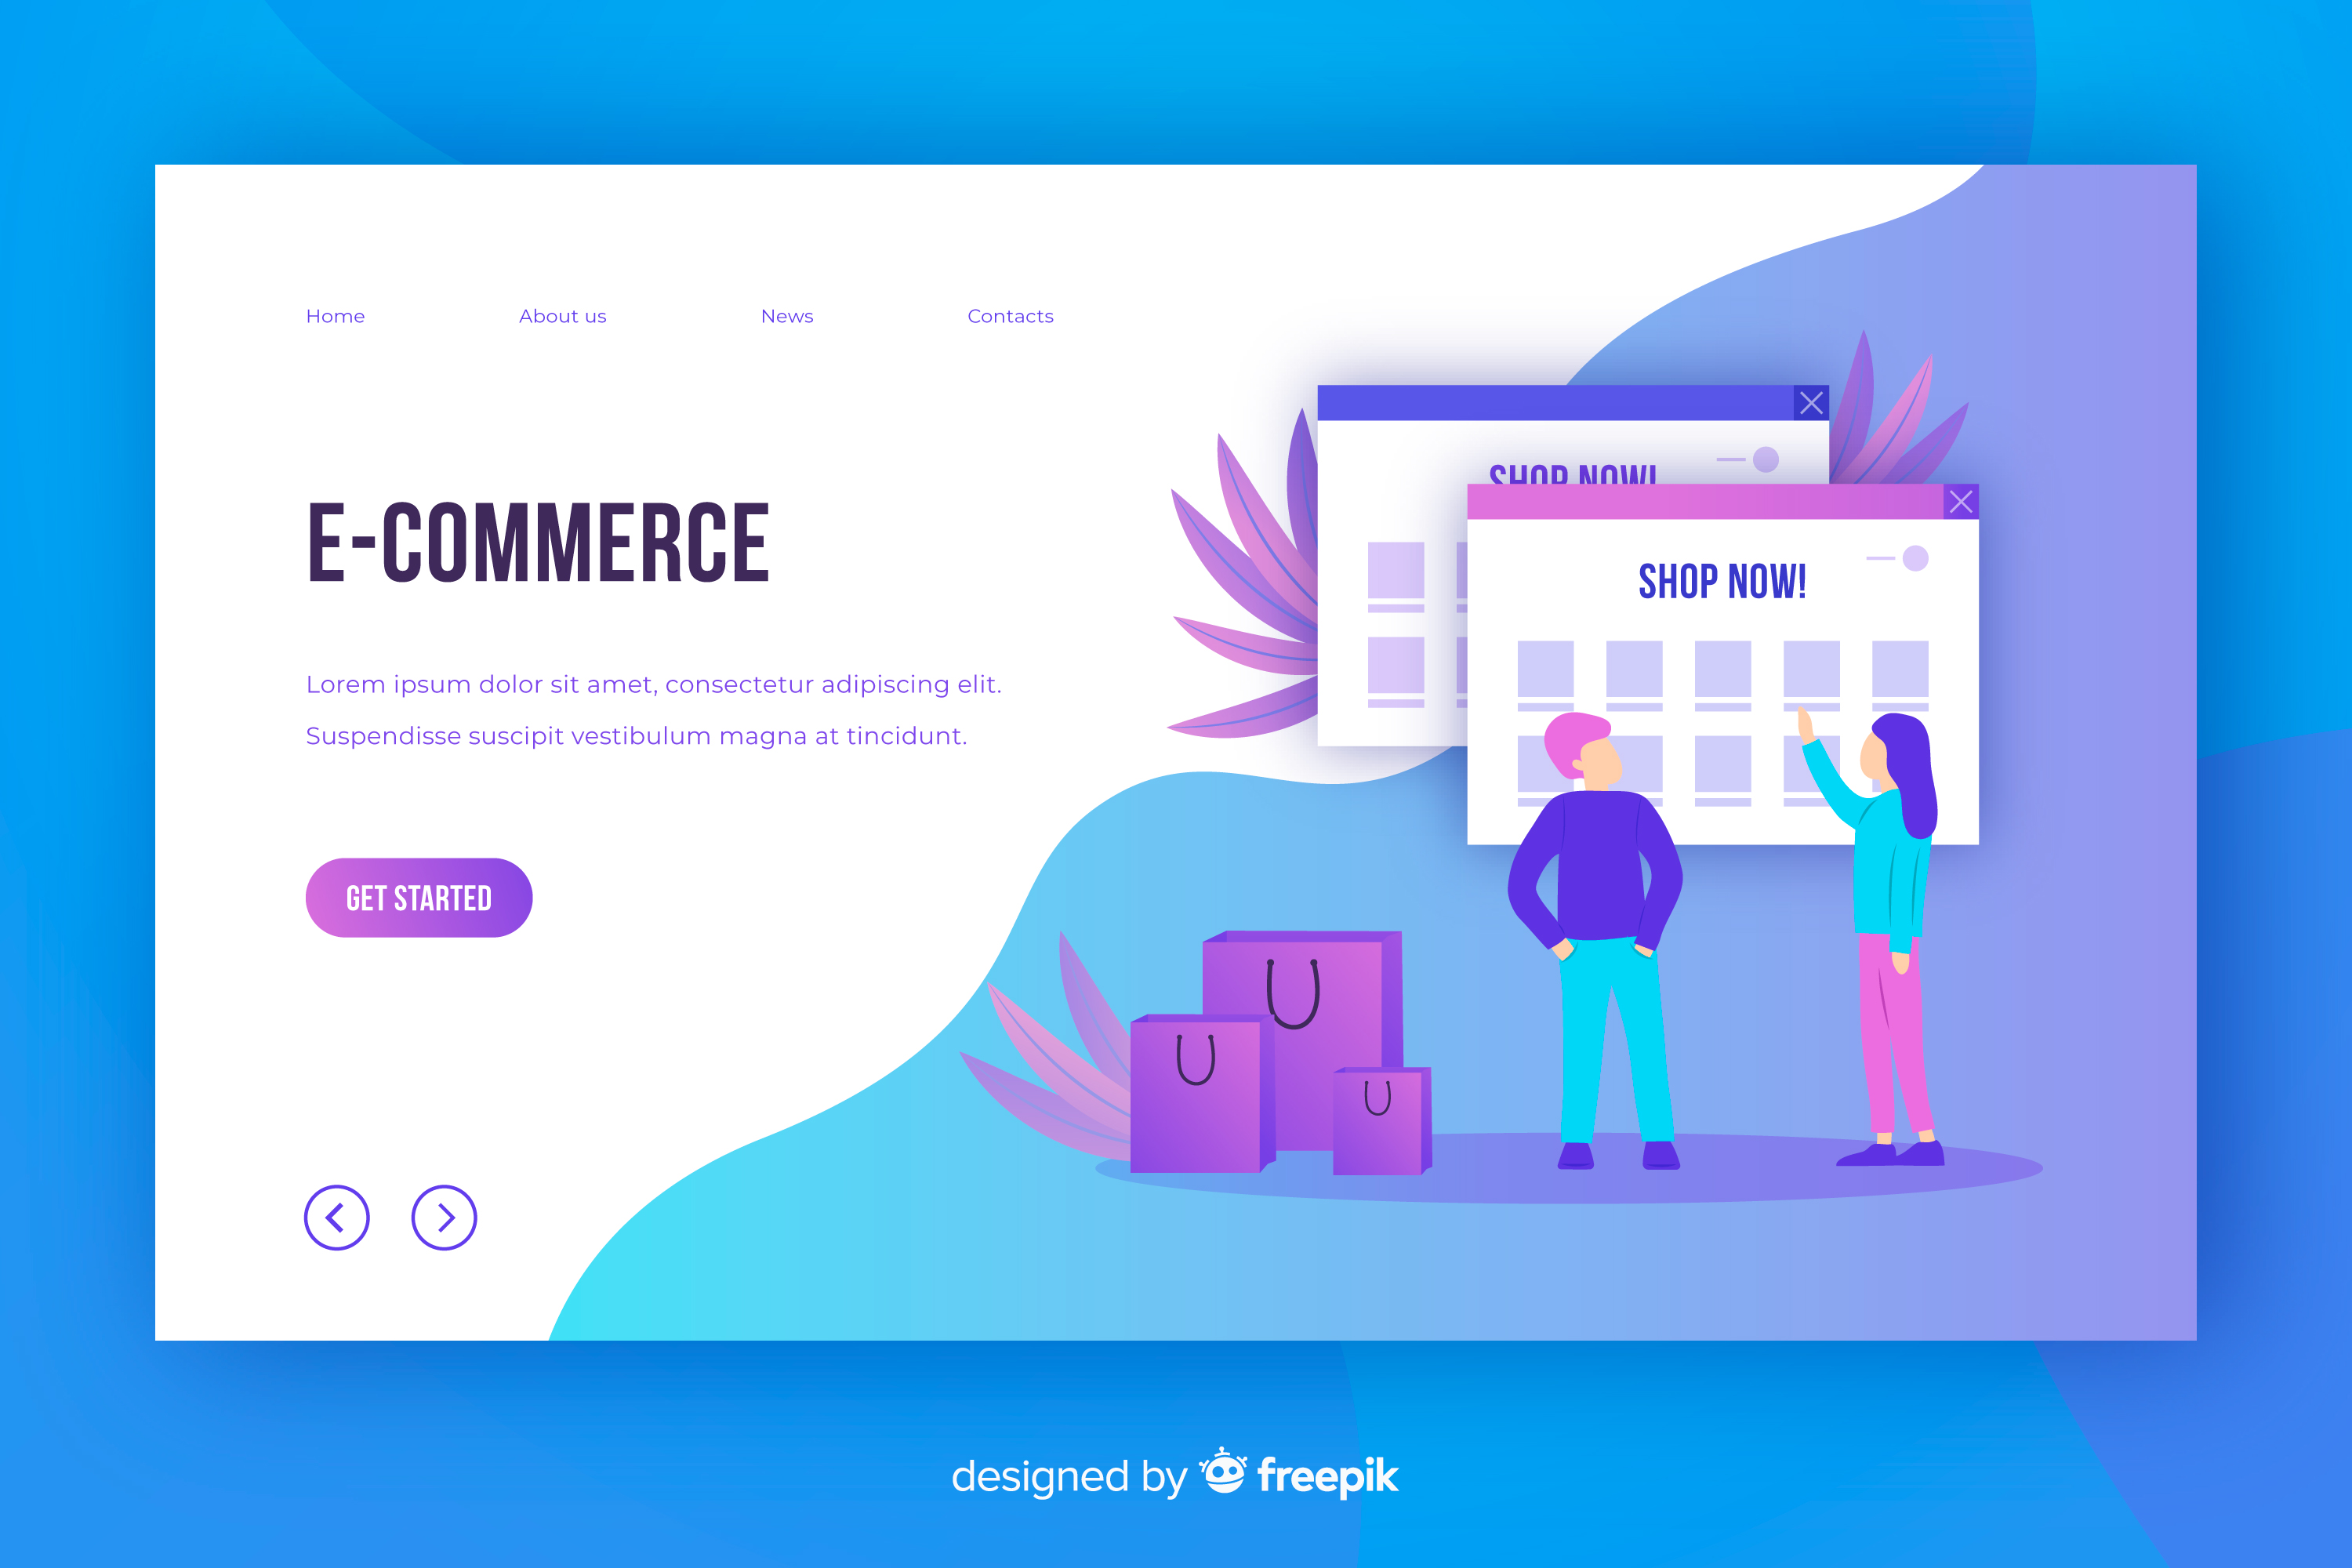 Home About us News Contacts
E-COMMERCE
Lorem ipsum dolor sit amet, consectetur adipiscing elit.
Suspendisse suscipit vestibulum magna at tincidunt.
GET STARTED
SHOP NOW!
SHOP NOW!
designed by freepik